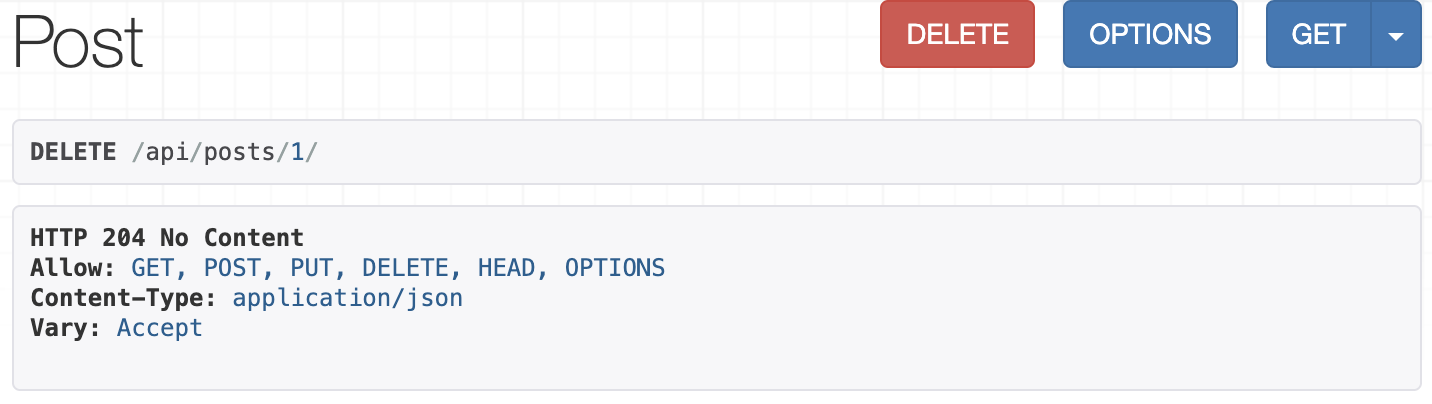 Post
DELETE OPTIONS GET
DELETE /api/posts/1/
HTTP 204 No Content
Allow: GET, POST, PUT, DELETE, HEAD, OPTIONS
Content-Type: application/json
Vary: Accept